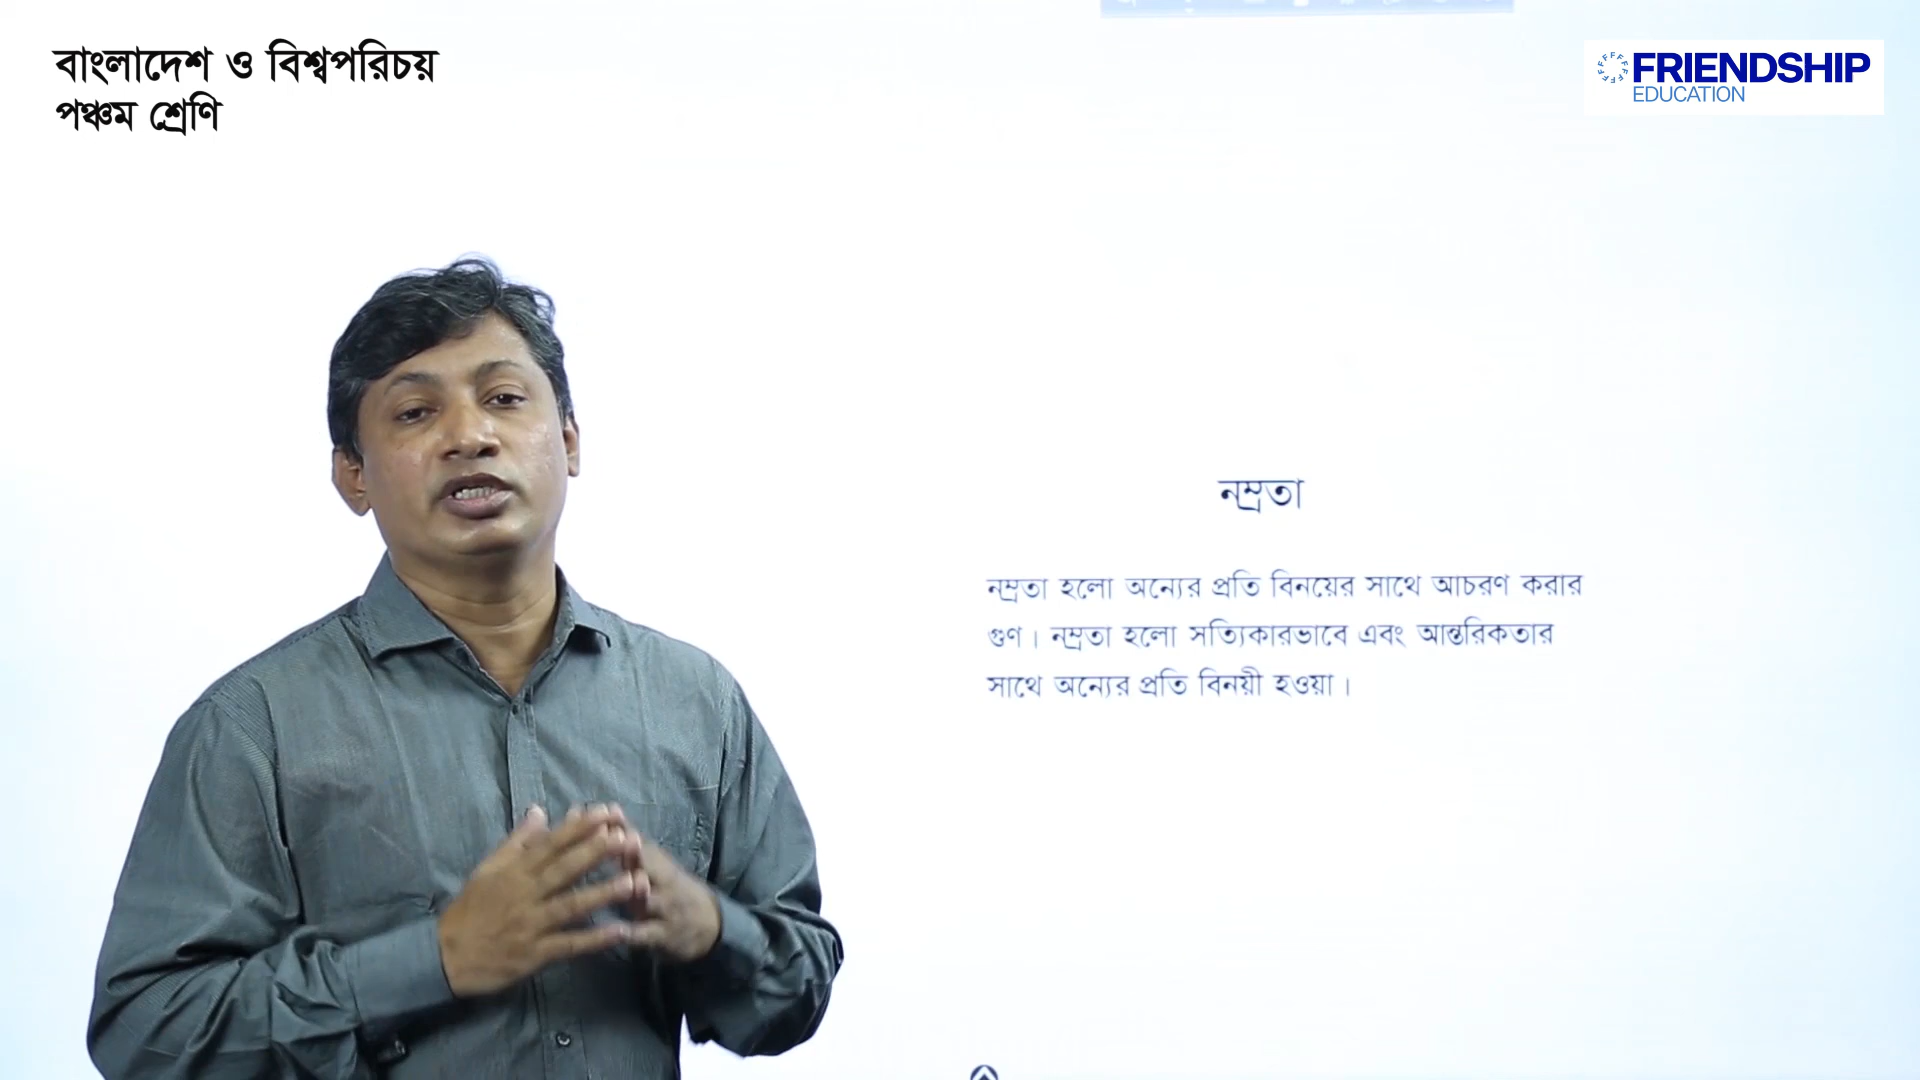 বাংলাদেশ ও বিশ্বপরিচয়
পঞ্চম শ্রেণি
FRIENDSHIP
EDUCATION
নম্রতা
নম্রতা হলো অন্যের প্রতি বিনয়ের সাথে আচরণ করার
গুণ। নম্রতা হলো সত্যিকারভাবে এবং আন্তরিকতার
সাথে অন্যের প্রতি বিনয়ী হওয়া।